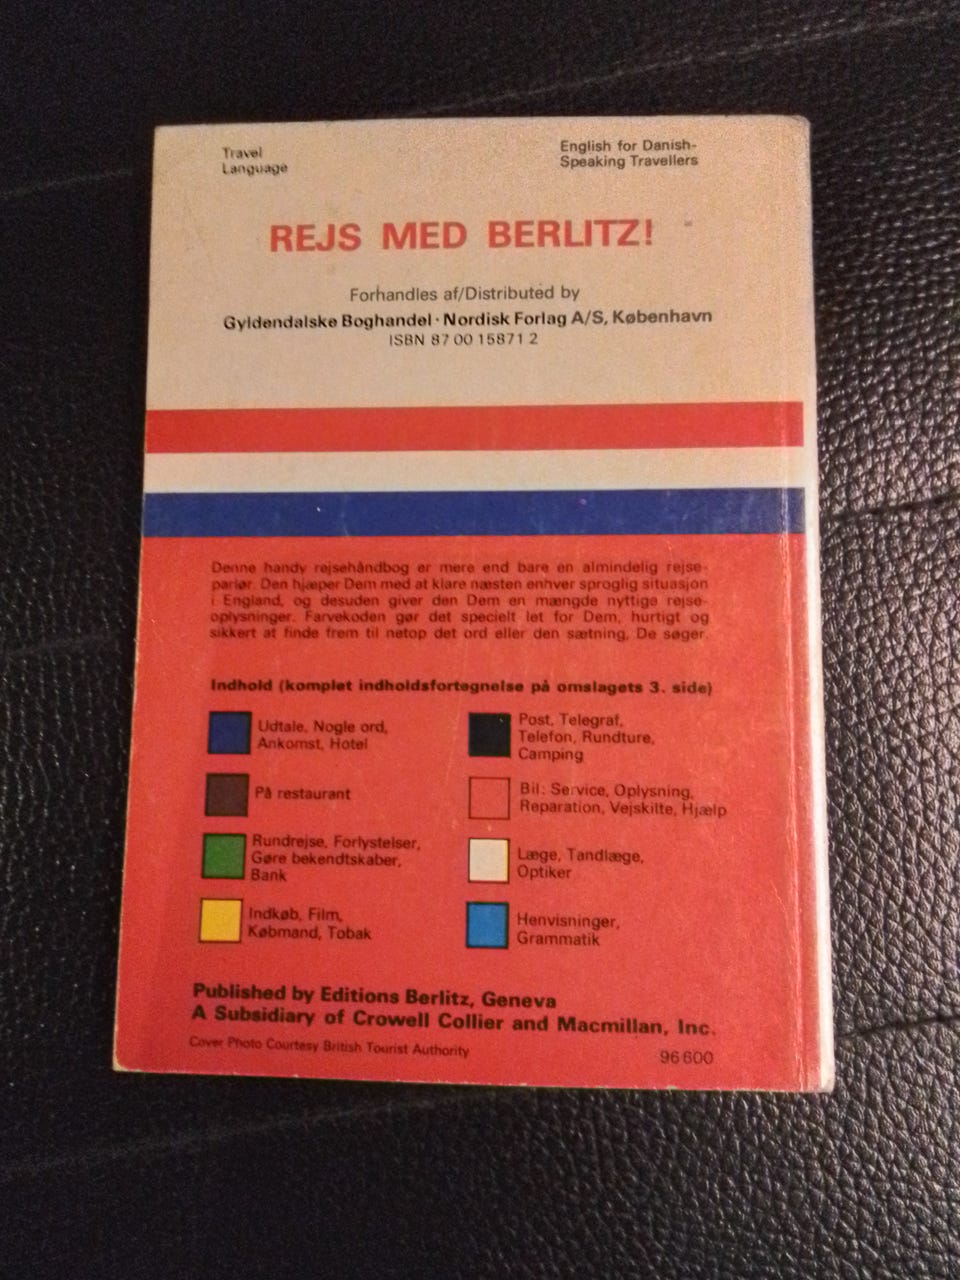 Travel
Language
English for Danish-
Speaking Travellers
REJS MED BERLITZ!
Forhandles af/Distributed by
Gyldendalske Boghandel · Nordisk Forlag A/S, København
ISBN 87 00 15871 2
Denne handy rejsehåndbog er mere end bare en almindelig rejse-
parlør. Den hjæper Dem med at klare næsten enhver sproglig situasjon
i England, og desuden giver den Dem en mængde nyttige rejse-
oplysninger. Farvekoden gør det specielt let for Dem, hurtigt og
sikkert at finde frem til netop det ord eller den sætning, De søger.
Indhold (komplet indholdsfortegnelse på omslagets 3. side)
Udtale, Nogle ord,
Ankomst, Hotel
På restaurant
Rundrejse, Forlystelser,
Gøre bekendtskaber,
Bank
Indkøb, Film,
Købmand, Tobak
Post, Telegraf,
Telefon, Rundture,
Camping
Bil: Service, Oplysning,
Reparation, Vejskilte, Hjælp
Læge, Tandlæge,
Optiker
Henvisninger,
Grammatik
Published by Editions Berlitz, Geneva
A Subsidiary of Crowell Collier and Macmillan, Inc.
Cover Photo Courtesy British Tourist Authority
96 600